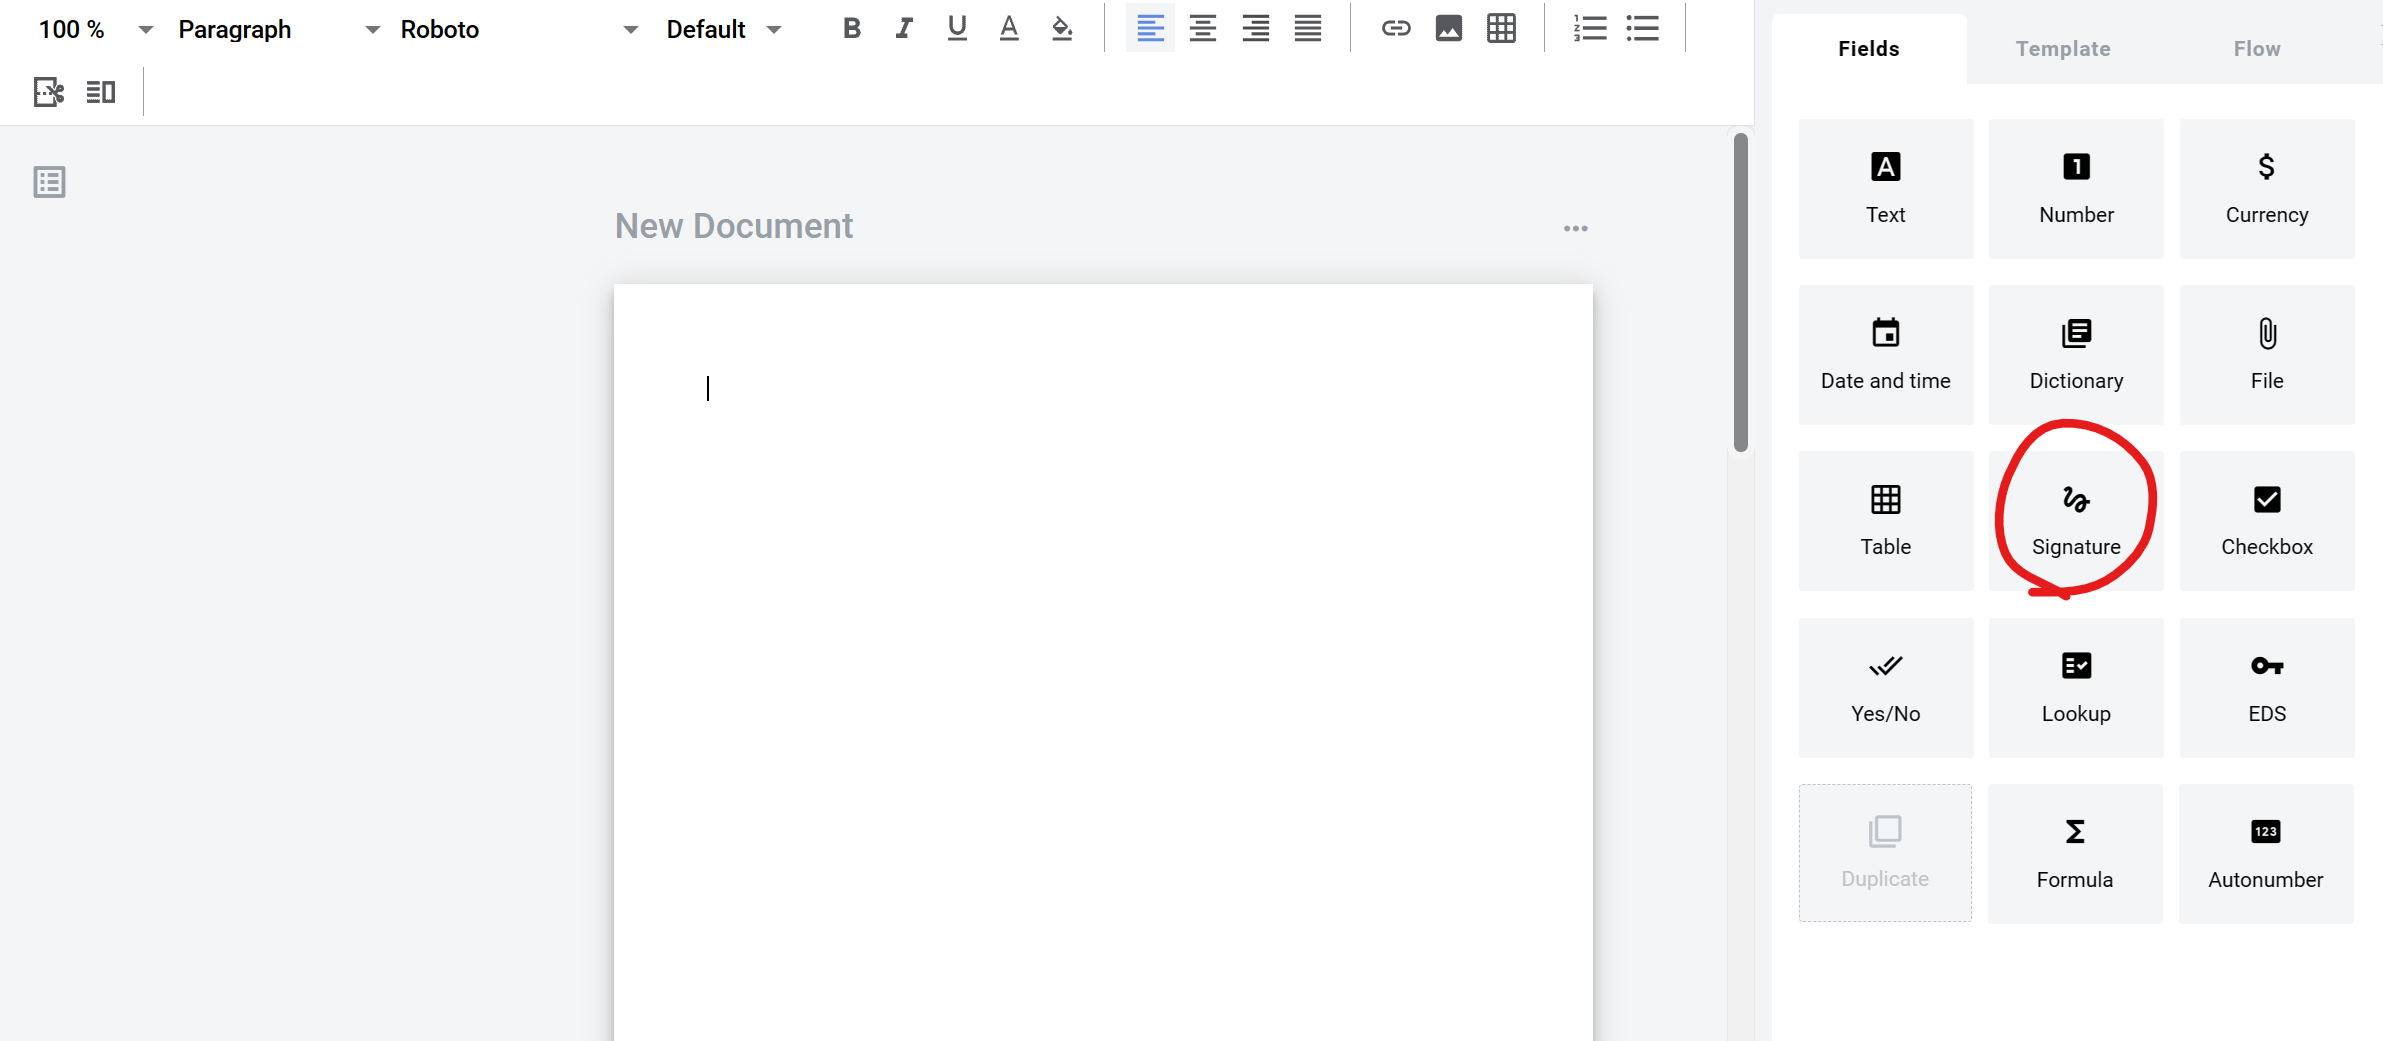 100 % Paragraph Roboto Default B I U A
Fields Template Flow
New Document
A 1 $
Text Number Currency
Date and time Dictionary File
Table Signature Checkbox
Yes/No Lookup EDS
Σ 123
Duplicate Formula Autonumber